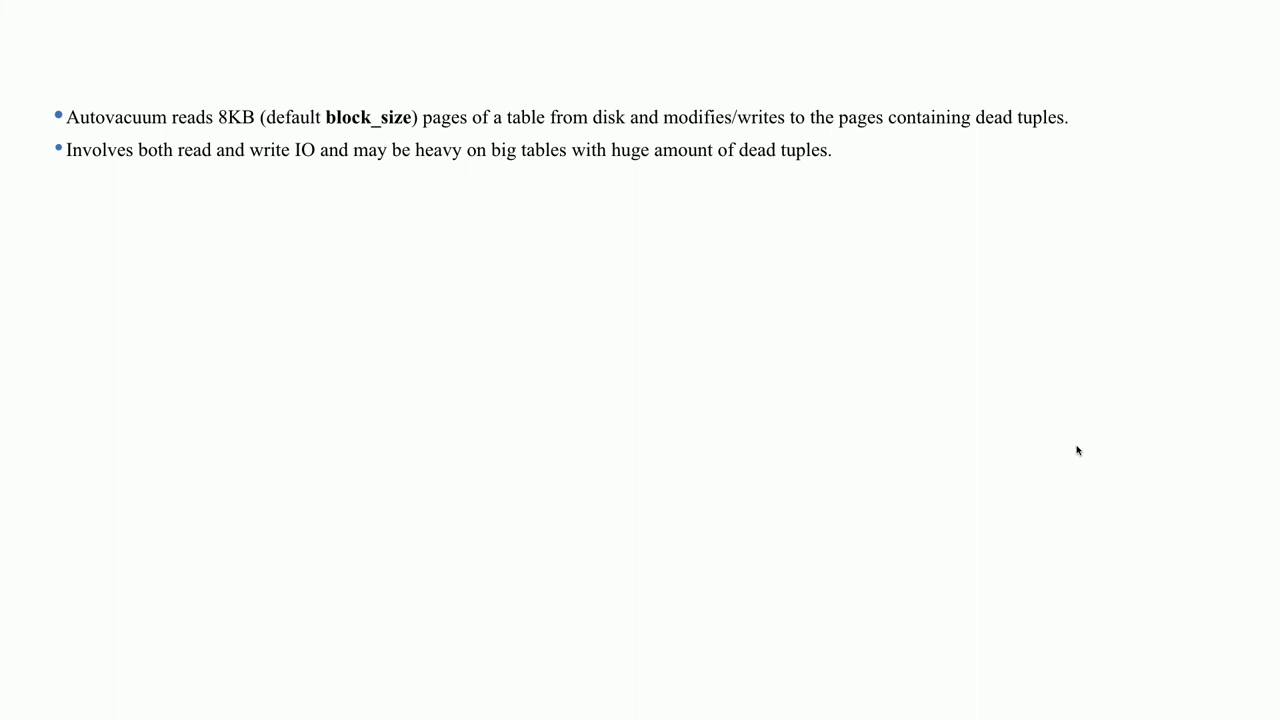 • Autovacuum reads 8KB (default block_size) pages of a table from disk and modifies/writes to the pages containing dead tuples.
• Involves both read and write IO and may be heavy on big tables with huge amount of dead tuples.